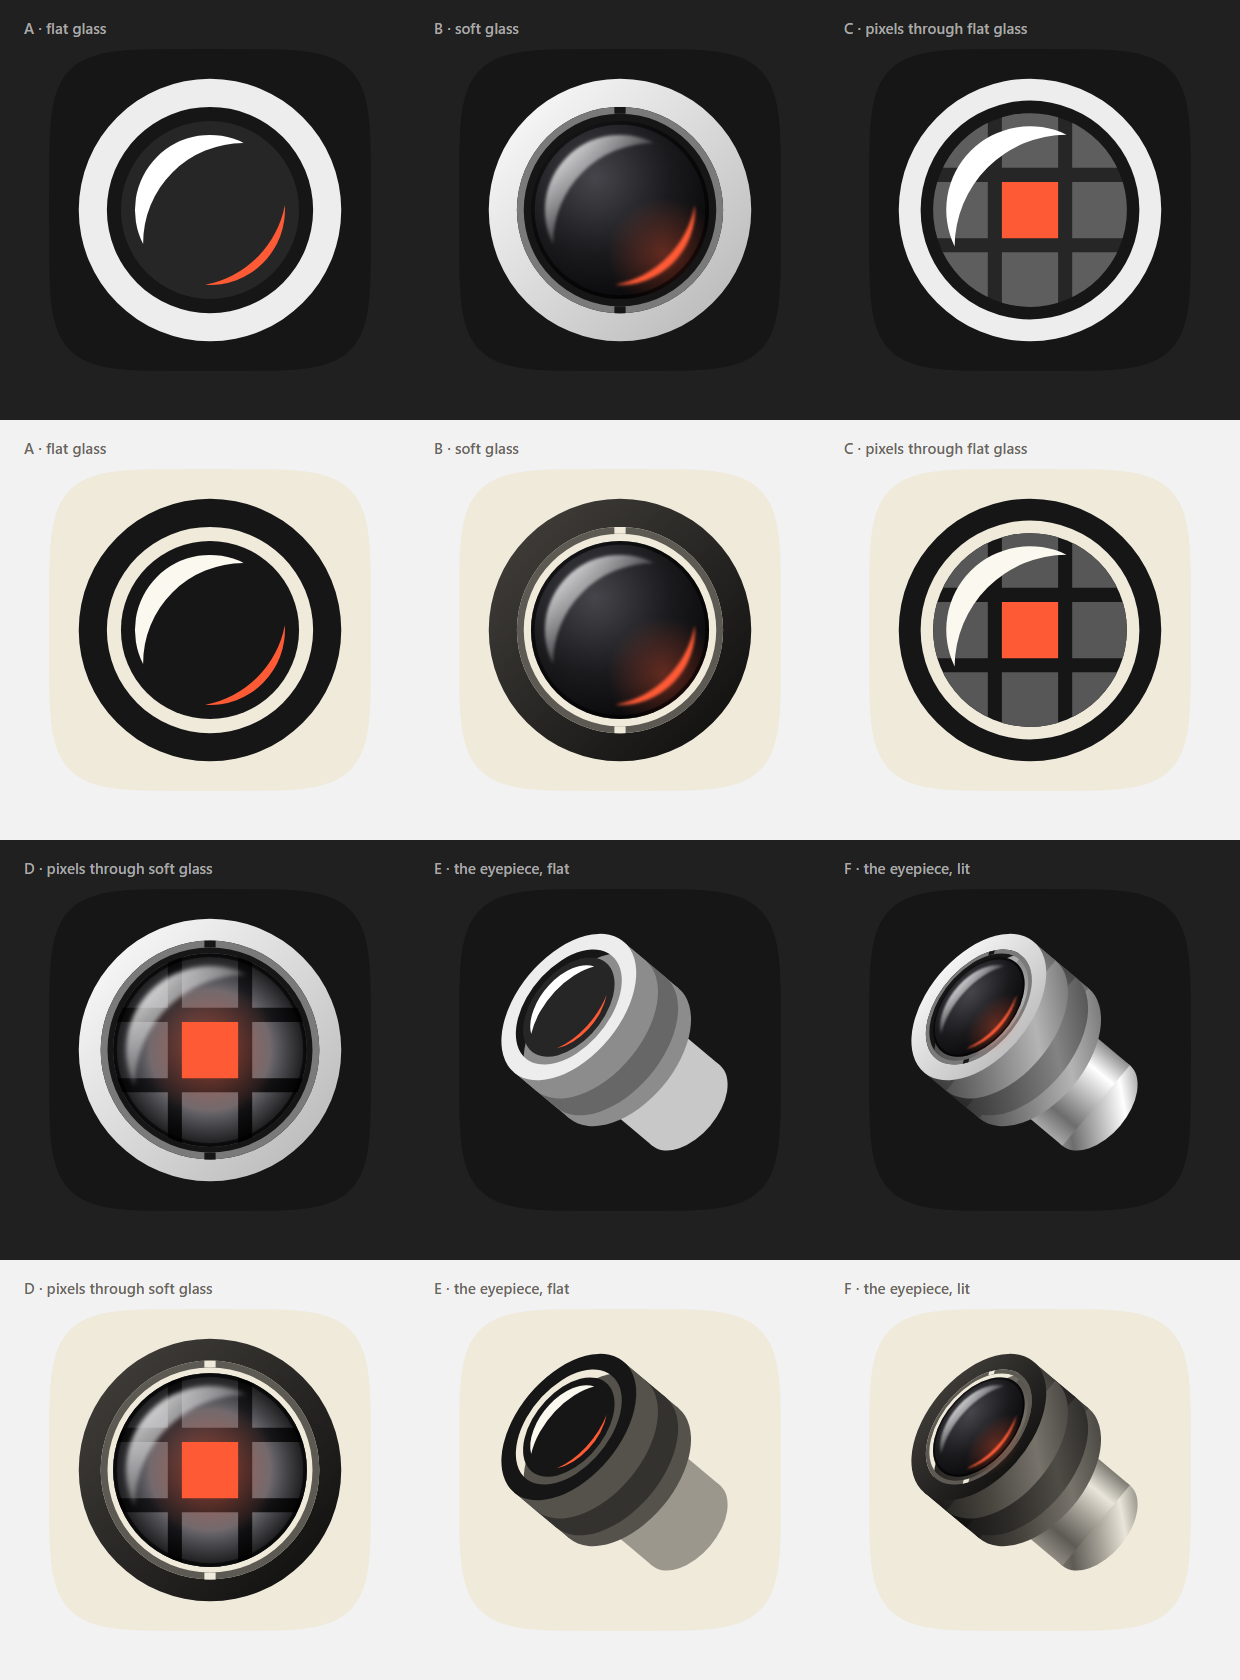 A · flat glass
B · soft glass
C · pixels through flat glass
A · flat glass
B · soft glass
C · pixels through flat glass
D · pixels through soft glass
E · the eyepiece, flat
F · the eyepiece, lit
D · pixels through soft glass
E · the eyepiece, flat
F · the eyepiece, lit